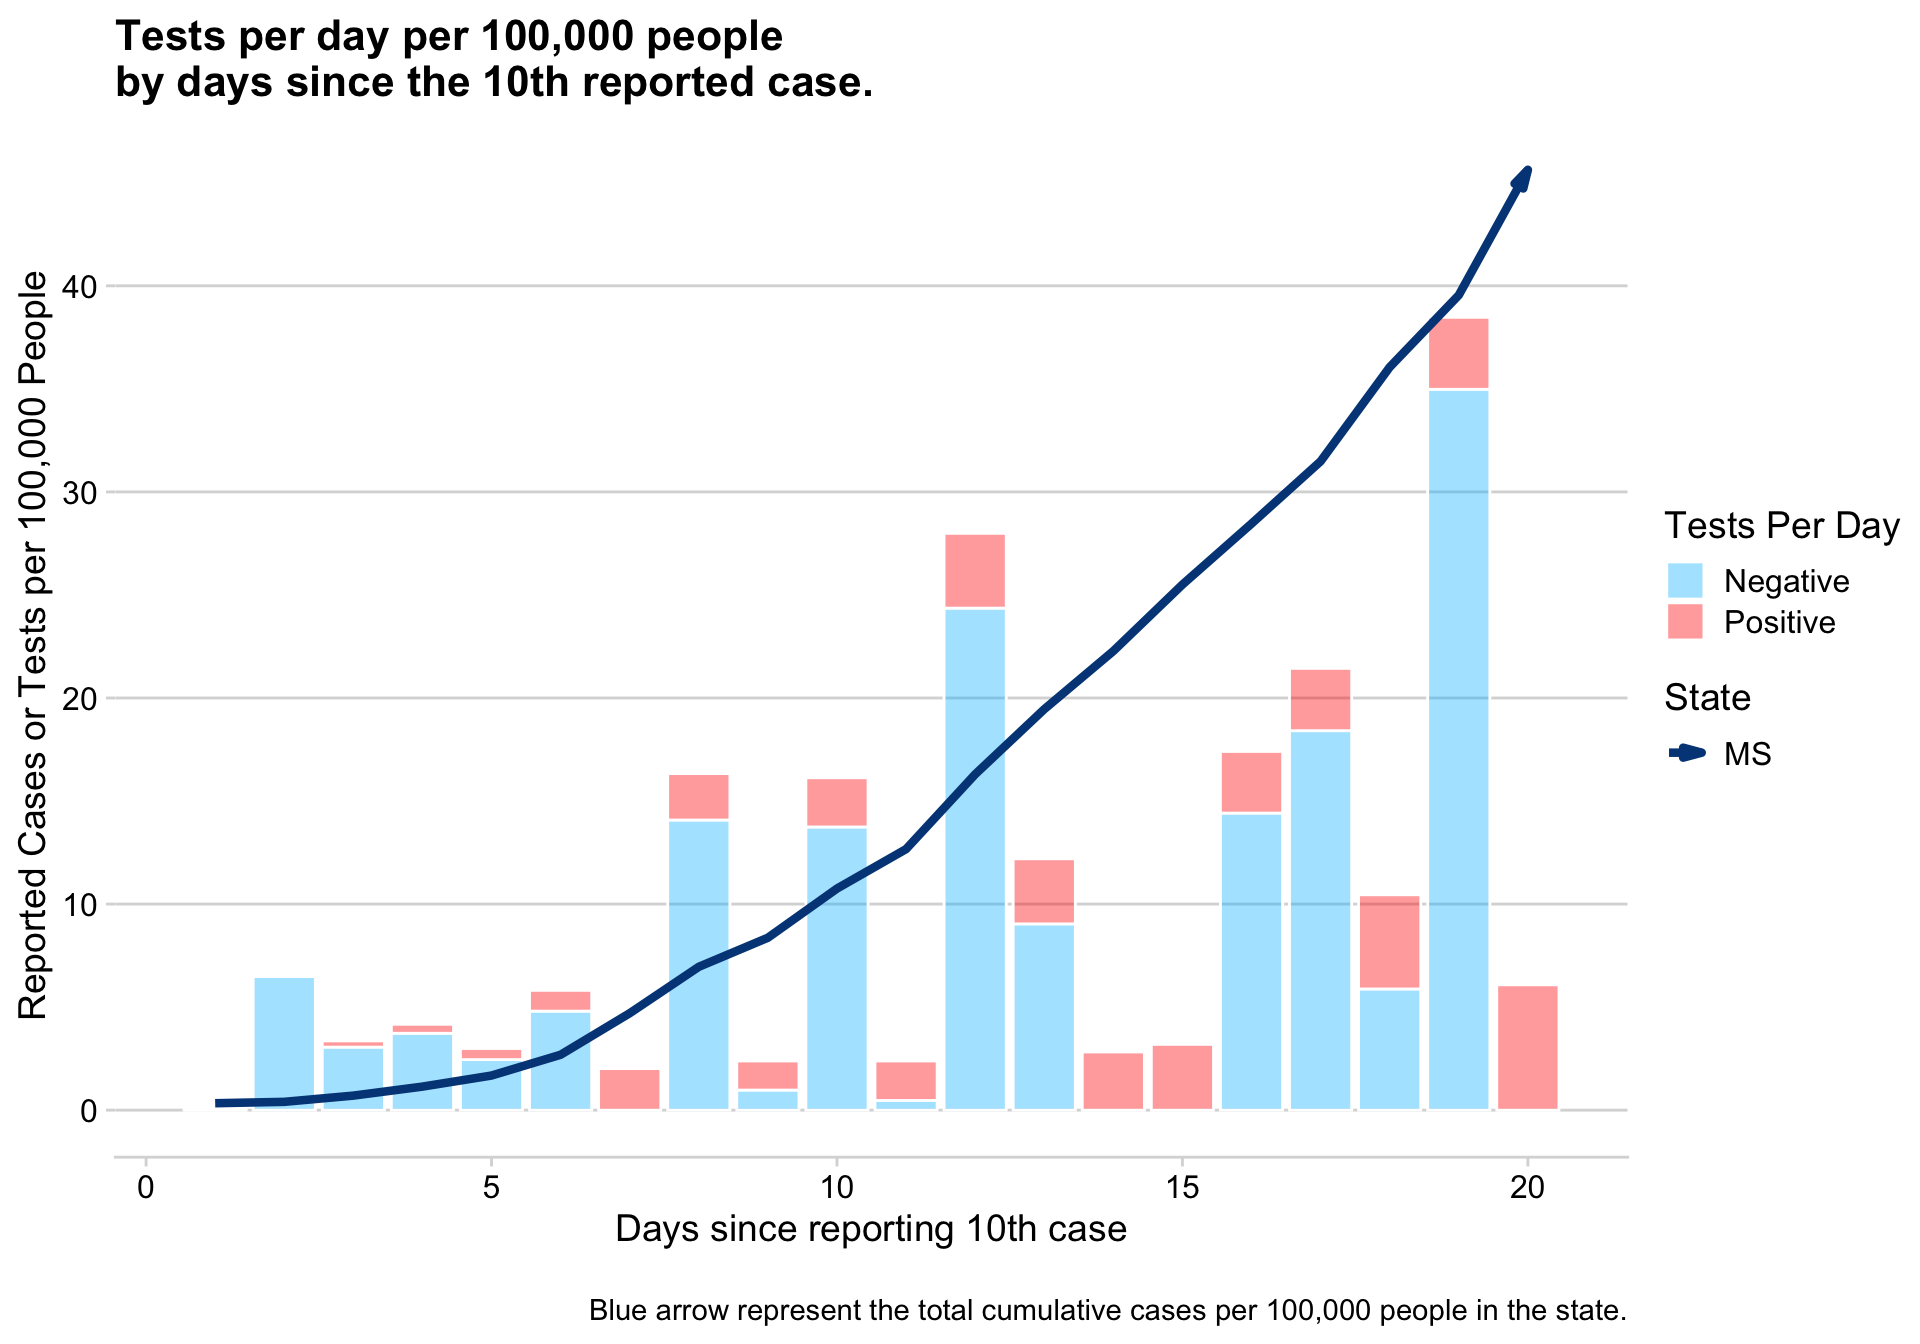 Tests per day per 100,000 people
by days since the 10th reported case.
Reported Cases or Tests per 100,000 People
40
30
20
10
0
0
5
10
15
20
Days since reporting 10th case
Tests Per Day
Negative
Positive
State
MS
Blue arrow represent the total cumulative cases per 100,000 people in the state.